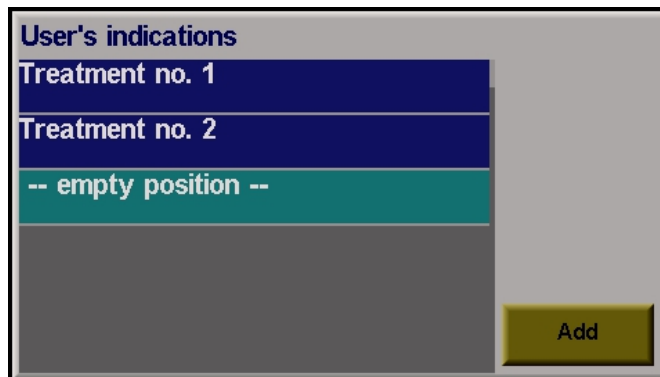 User's indications
Treatment no. 1
Treatment no. 2
-- empty position --
Add